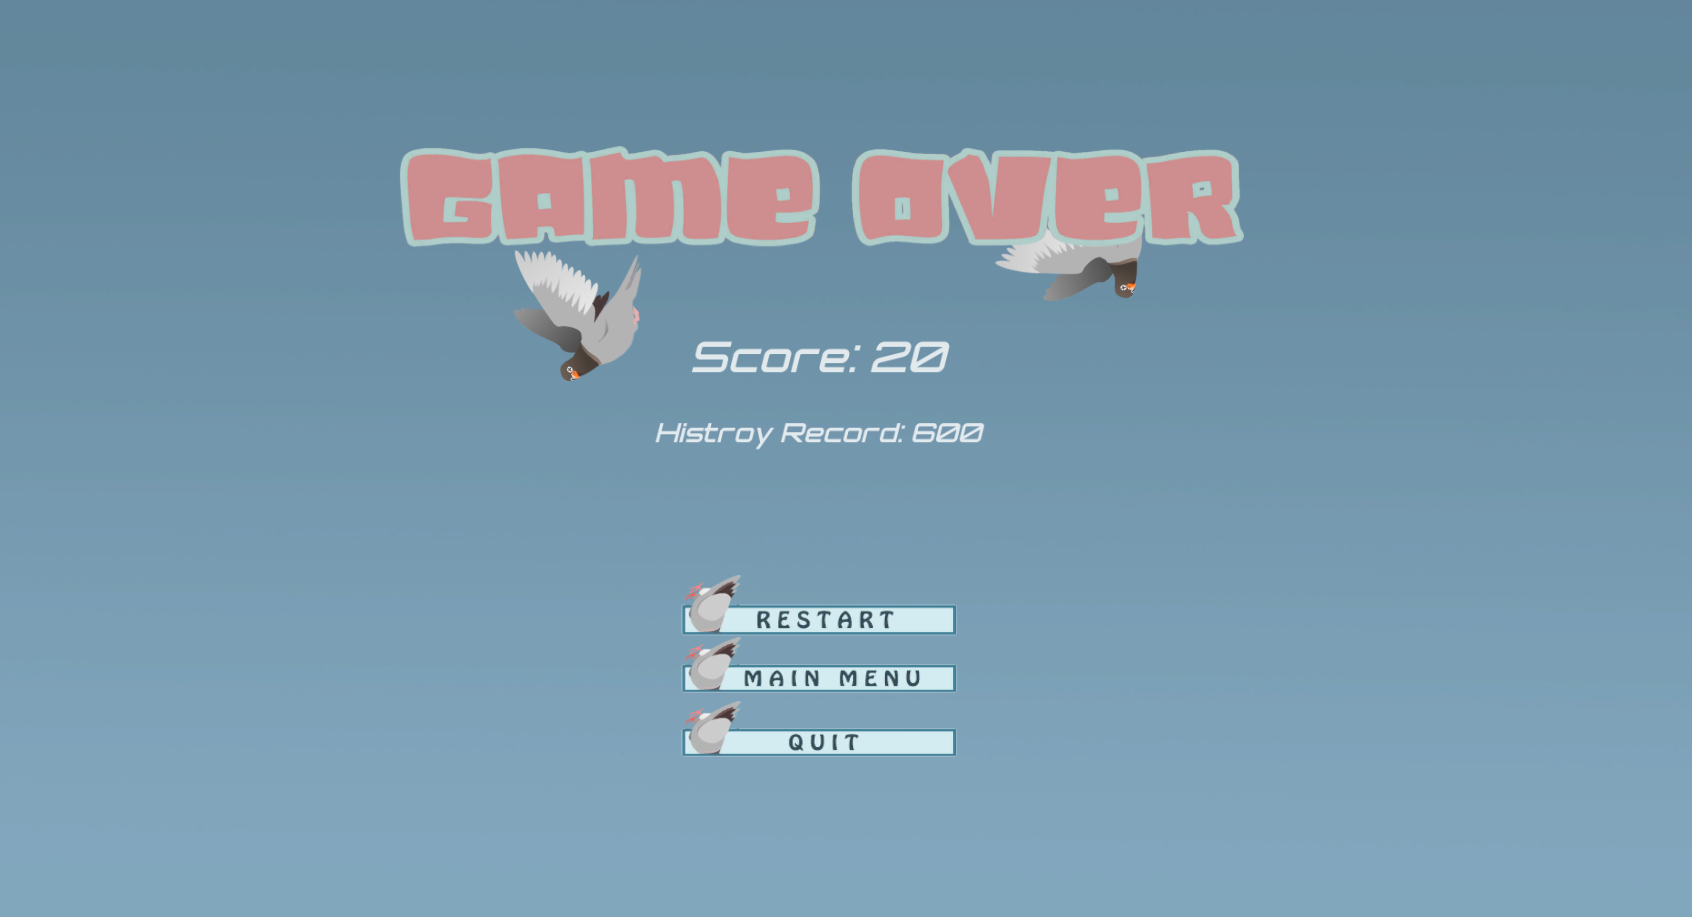 GAME OVER
Score: 20
Histroy Record: 600
RESTART
MAIN MENU
QUIT